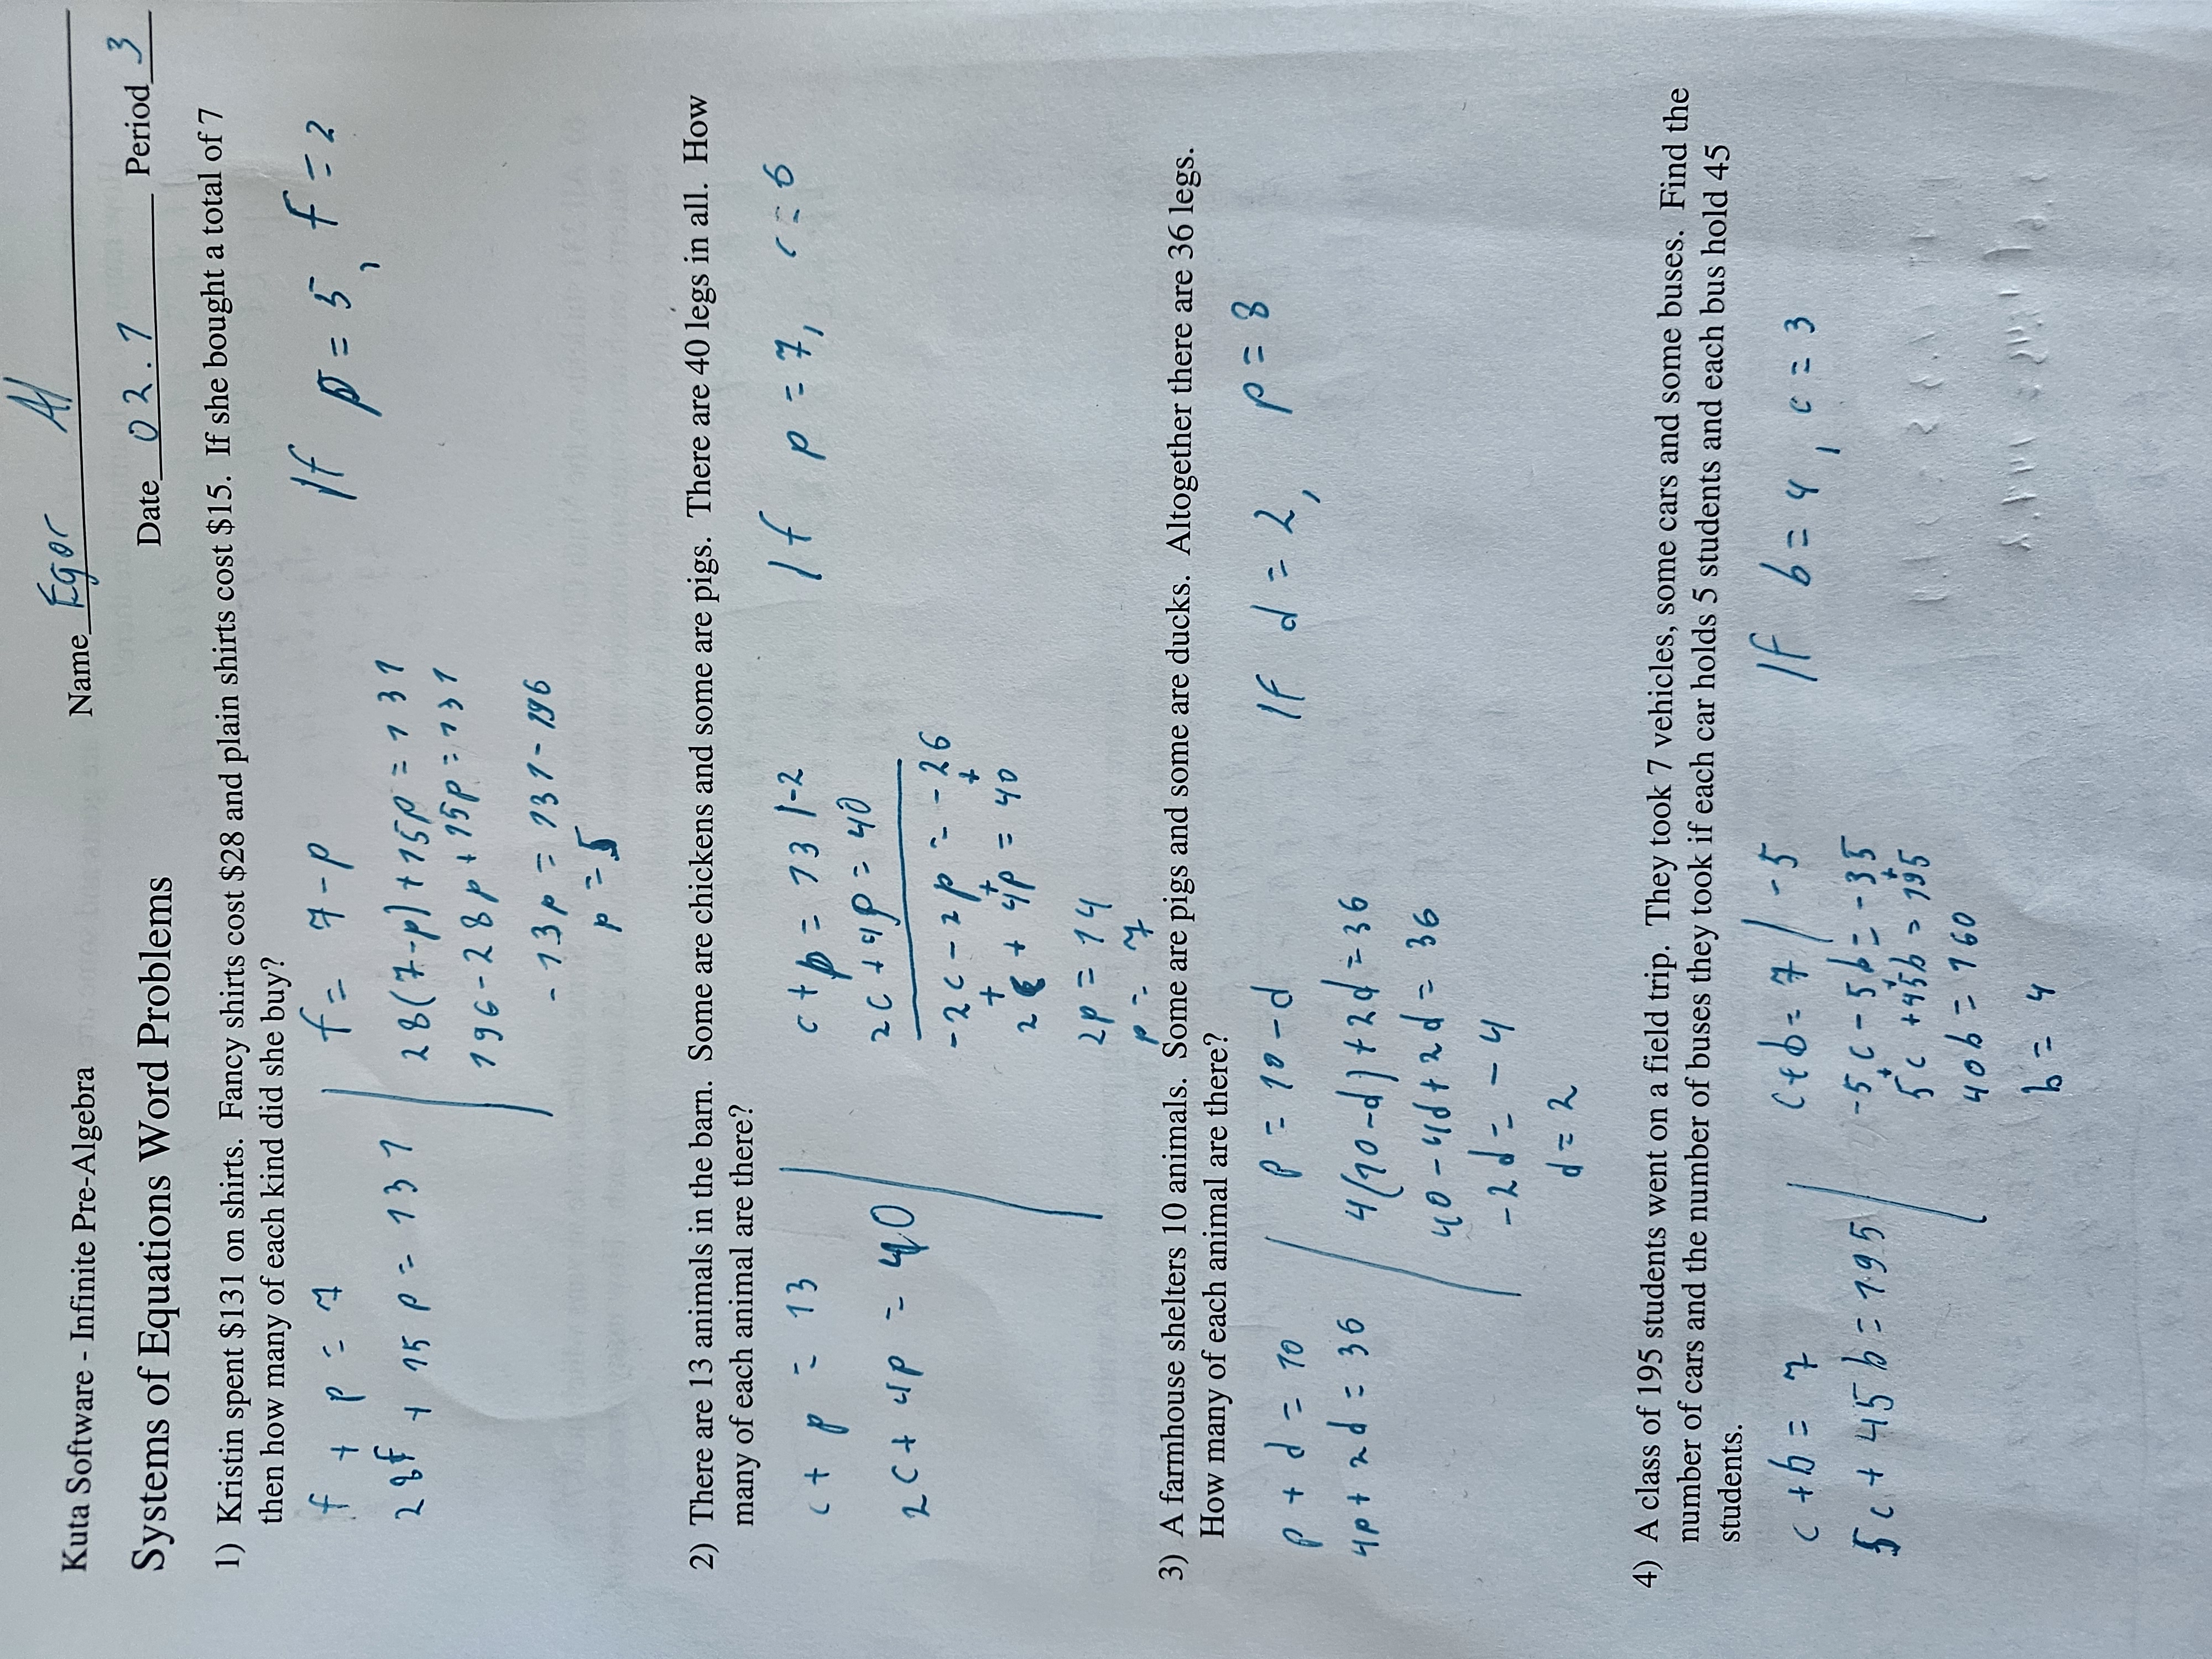 Kuta Software - Infinite Pre-Algebra
Name Egor Al
Systems of Equations Word Problems
Date 02.1 Period 3
1) Kristin spent $131 on shirts. Fancy shirts cost $28 and plain shirts cost $15. If she bought a total of 7
then how many of each kind did she buy?
f + p = 7
28f + 15p = 131
f = 7-p
28(7-p)+15p = 131
196-28p+15p=131
-13p = 131-196
p = 5
If p = 5, f = 2
2) There are 13 animals in the barn. Some are chickens and some are pigs. There are 40 legs in all. How
many of each animal are there?
c + p = 13
2c + 4p = 40
c + p = 13 |-2
2c + 4p = 40
-2c - 2p = -26
+ + +
2c + 4p = 40
2p = 14
p = 7
If p = 7, c = 6
3) A farmhouse shelters 10 animals. Some are pigs and some are ducks. Altogether there are 36 legs.
How many of each animal are there?
p + d = 10
4p + 2d = 36
p = 10-d
4(10-d)+2d=36
40-4d+2d = 36
-2d = -4
d = 2
If d = 2, p = 8
4) A class of 195 students went on a field trip. They took 7 vehicles, some cars and some buses. Find the
number of cars and the number of buses they took if each car holds 5 students and each bus hold 45
students.
c + b = 7
5c + 45b = 195
c+b = 7 / -5
-5c - 5b = -35
+ + +
5c + 45b = 195
40b = 160
b = 4
If b = 4, c = 3